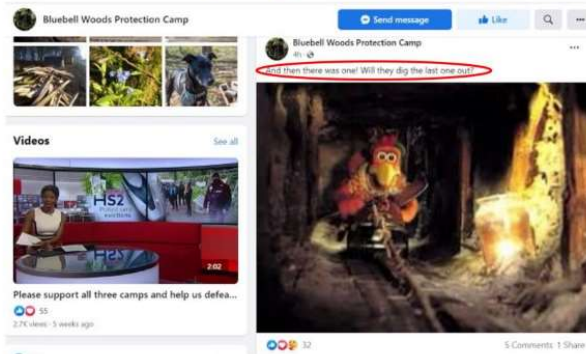 Bluebell Woods Protection Camp
Send message
Like
Bluebell Woods Protection Camp
4h
And then there was one! Will they dig the last one out?
Videos
See all
HS2
HS2
2:02
Please support all three camps and help us defea...
55
2.7K views · 5 weeks ago
32
5 Comments 1 Share